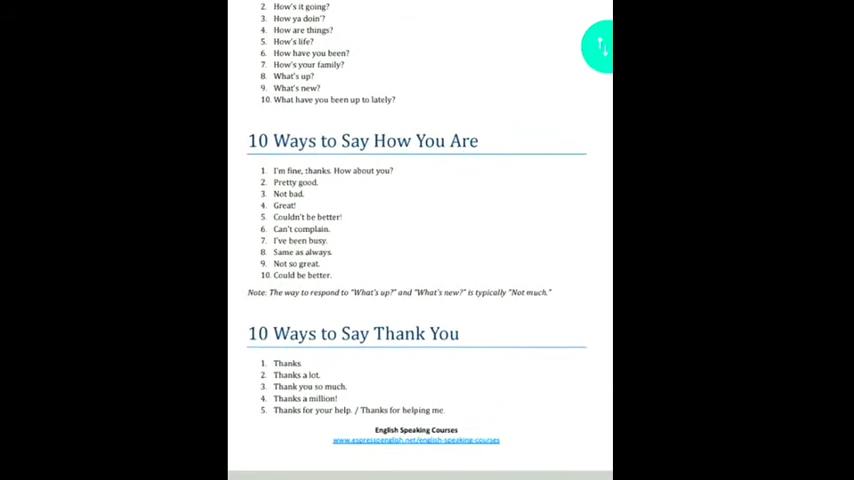 2. How's it going?
3. How ya doin'?
4. How are things?
5. How's life?
6. How have you been?
7. How's your family?
8. What's up?
9. What's new?
10. What have you been up to lately?
10 Ways to Say How You Are
1. I'm fine, thanks. How about you?
2. Pretty good.
3. Not bad.
4. Great!
5. Couldn't be better!
6. Can't complain.
7. I've been busy.
8. Same as always.
9. Not so great.
10. Could be better.
Note: The way to respond to "What's up?" and "What's new?" is typically "Not much."
10 Ways to Say Thank You
1. Thanks.
2. Thanks a lot.
3. Thank you so much.
4. Thanks a million!
5. Thanks for your help. / Thanks for helping me.
English Speaking Courses
www.espressoenglish.net/english-speaking-courses